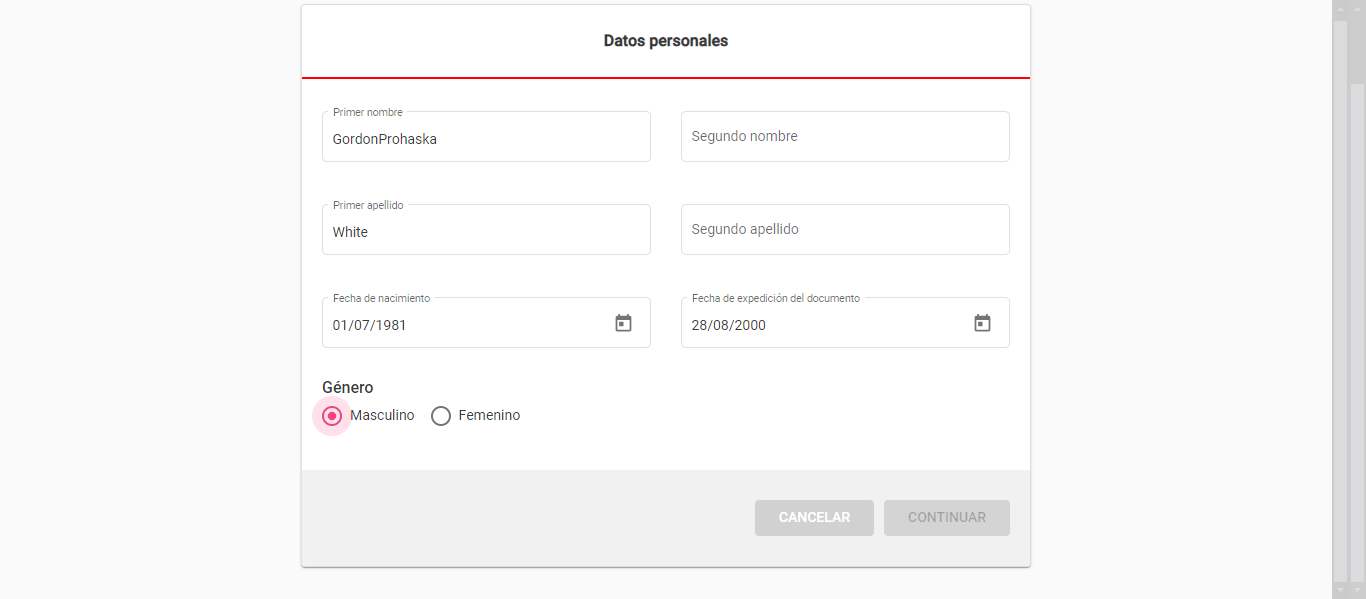 Datos personales
Primer nombre
GordonProhaska
Segundo nombre
Primer apellido
White
Segundo apellido
Fecha de nacimiento
01/07/1981
Fecha de expedición del documento
28/08/2000
Género
Masculino Femenino
CANCELAR CONTINUAR